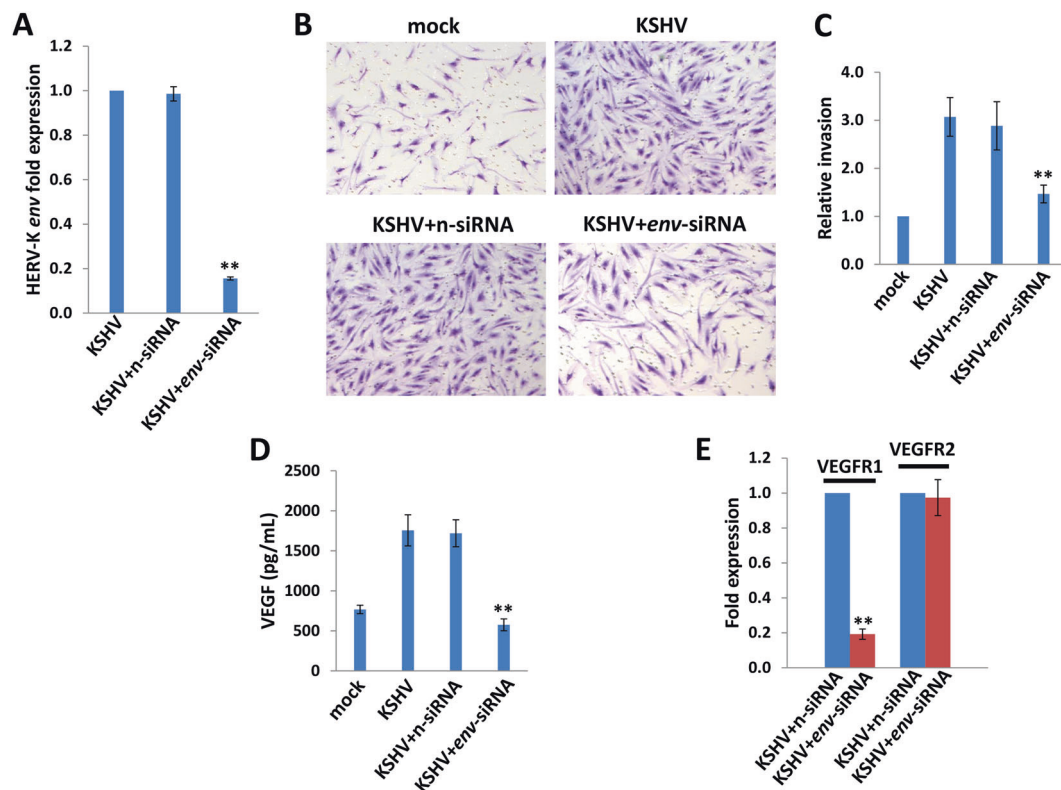 A
HERV-K env fold expression
1.2
1.0
0.8
0.6
0.4
0.2
0.0
**
KSHV
KSHV+n-siRNA
KSHV+env-siRNA
B
mock
KSHV
KSHV+n-siRNA
KSHV+env-siRNA
C
Relative invasion
4.0
3.0
2.0
1.0
0.0
**
mock
KSHV
KSHV+n-siRNA
KSHV+env-siRNA
D
VEGF (pg/mL)
2500
2000
1500
1000
500
0
**
mock
KSHV
KSHV+n-siRNA
KSHV+env-siRNA
E
Fold expression
1.2
1.0
0.8
0.6
0.4
0.2
0.0
VEGFR1
VEGFR2
**
KSHV+n-siRNA
KSHV+env-siRNA
KSHV+n-siRNA
KSHV+env-siRNA